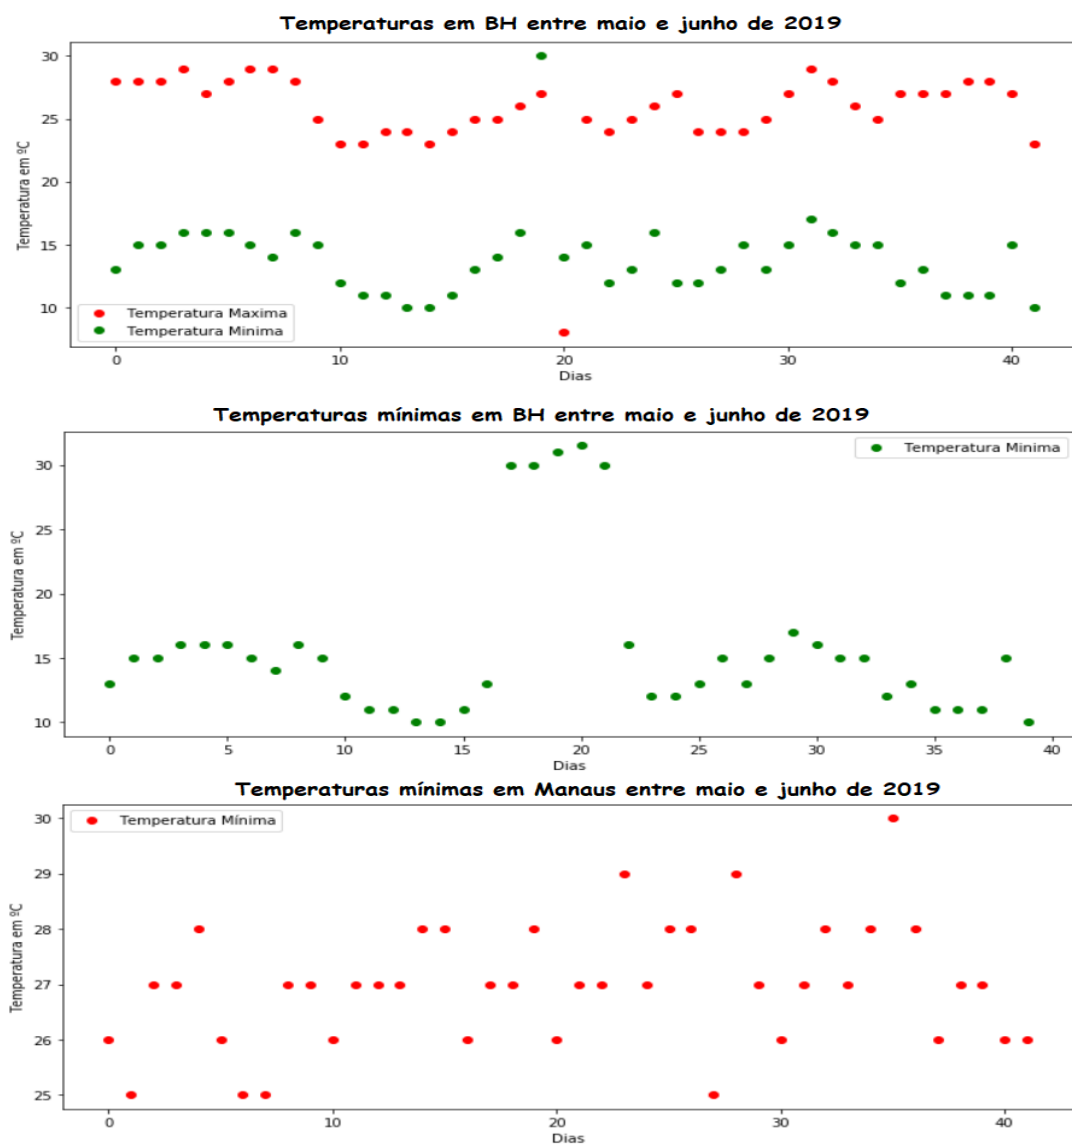 Temperaturas em BH entre maio e junho de 2019
30
25
20
15
10
Temperatura em ºC
Temperatura Maxima
Temperatura Minima
0 10 20 30 40
Dias
Temperaturas mínimas em BH entre maio e junho de 2019
Temperatura Minima
30
25
20
15
10
Temperatura em ºC
0 5 10 15 20 25 30 35 40
Dias
Temperaturas mínimas em Manaus entre maio e junho de 2019
Temperatura Mínima
30
29
28
27
26
25
Temperatura em ºC
0 10 20 30 40
Dias